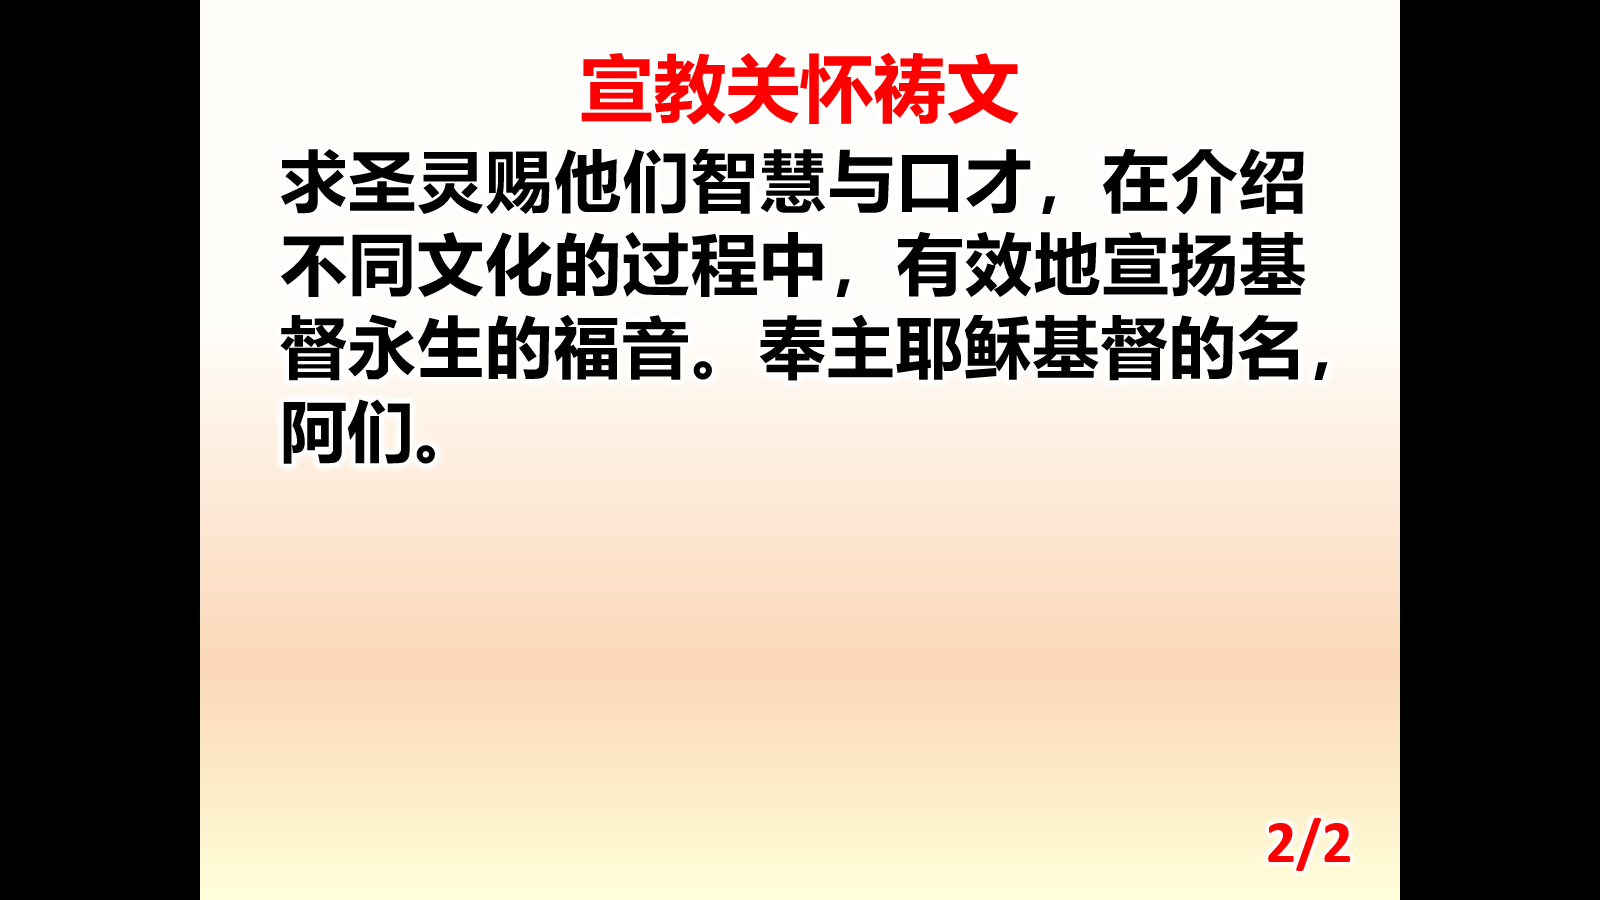 宣教关怀祷文
求圣灵赐他们智慧与口才，在介绍
不同文化的过程中，有效地宣扬基
督永生的福音。奉主耶稣基督的名，
阿们。
2/2